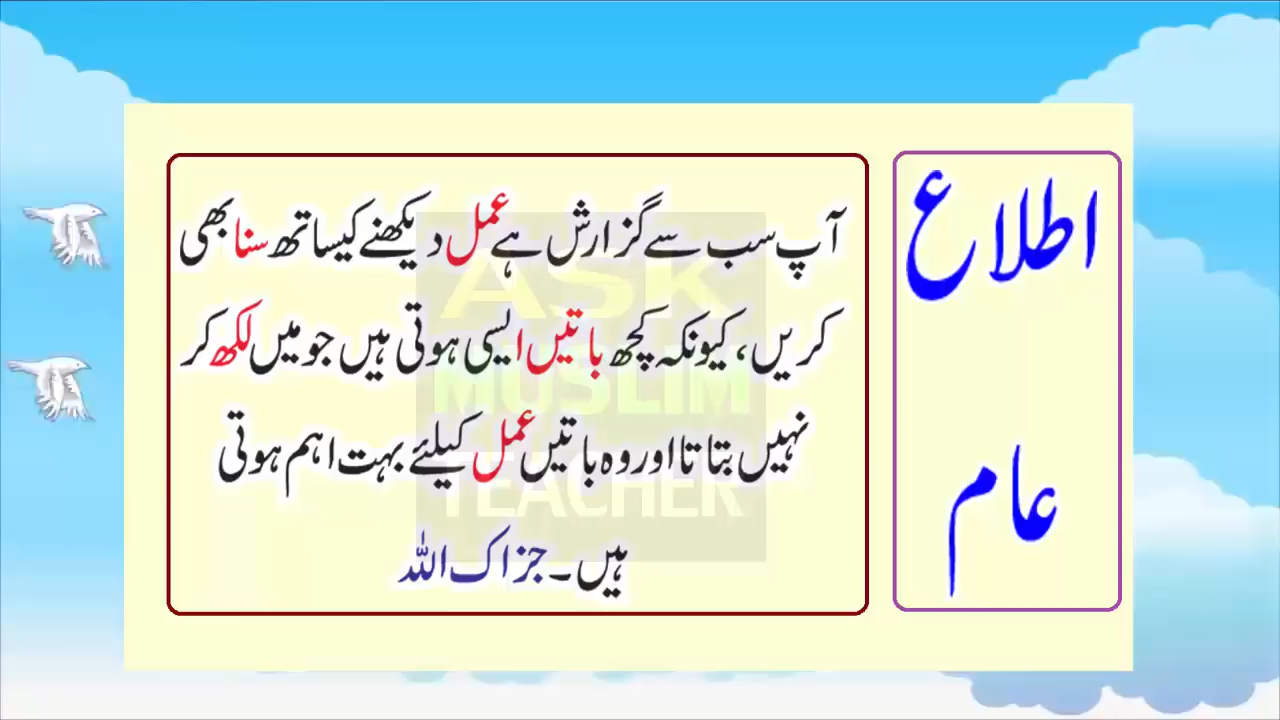 اطلاع
عام
آپ سب سے گزارش ہے عمل دیکھنے کیساتھ سنا بھی
کریں، کیونکہ کچھ باتیں ایسی ہوتی ہیں جو میں لکھ کر
نہیں بتاتا اور وہ باتیں عمل کیلئے بہت اہم ہوتی
ہیں۔ جزاک اللہ
ASK
MUSLIM
TEACHER